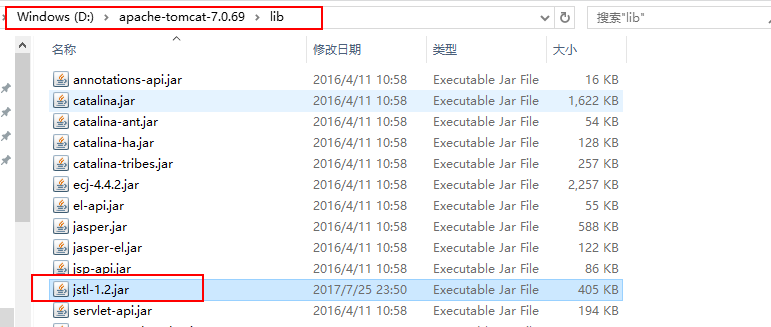 Windows (D:) > apache-tomcat-7.0.69 > lib 搜索"lib"
名称 修改日期 类型 大小
annotations-api.jar 2016/4/11 10:58 Executable Jar File 16 KB
catalina.jar 2016/4/11 10:58 Executable Jar File 1,622 KB
catalina-ant.jar 2016/4/11 10:58 Executable Jar File 54 KB
catalina-ha.jar 2016/4/11 10:58 Executable Jar File 128 KB
catalina-tribes.jar 2016/4/11 10:58 Executable Jar File 257 KB
ecj-4.4.2.jar 2016/4/11 10:58 Executable Jar File 2,257 KB
el-api.jar 2016/4/11 10:58 Executable Jar File 55 KB
jasper.jar 2016/4/11 10:58 Executable Jar File 588 KB
jasper-el.jar 2016/4/11 10:58 Executable Jar File 122 KB
jsp-api.jar 2016/4/11 10:58 Executable Jar File 86 KB
jstl-1.2.jar 2017/7/25 23:50 Executable Jar File 405 KB
servlet-api.jar 2016/4/11 10:58 Executable Jar File 194 KB